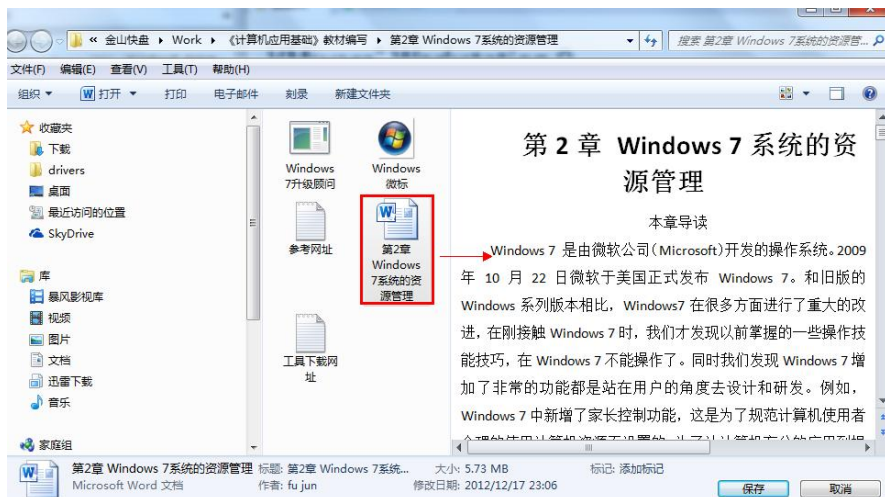 « 金山快盘 ▸ Work ▸ 《计算机应用基础》教材编写 ▸ 第2章 Windows 7系统的资源管理
搜索 第2章 Windows 7系统的资源管...
文件(F) 编辑(E) 查看(V) 工具(T) 帮助(H)
组织 打开 打印 电子邮件 刻录 新建文件夹
收藏夹
下载
drivers
桌面
最近访问的位置
SkyDrive
库
暴风影视库
视频
图片
文档
迅雷下载
音乐
家庭组
Windows
7升级顾问
Windows
微标
参考网址
第2章
Windows
7系统的资
源管理
工具下载网
址
第 2 章 Windows 7 系统的资
源管理
本章导读
Windows 7 是由微软公司(Microsoft)开发的操作系统。2009
年 10 月 22 日微软于美国正式发布 Windows 7。和旧版的
Windows 系列版本相比，Windows7 在很多方面进行了重大的改
进，在刚接触 Windows 7 时，我们才发现以前掌握的一些操作技
能技巧，在 Windows 7 不能操作了。同时我们发现 Windows 7 增
加了非常的功能都是站在用户的角度去设计和研发。例如，
Windows 7 中新增了家长控制功能，这是为了规范计算机使用者
第2章 Windows 7系统的资源管理 标题: 第2章 Windows 7系统... 大小: 5.73 MB 标记: 添加标记
Microsoft Word 文档 作者: fu jun 修改日期: 2012/12/17 23:06
保存 取消